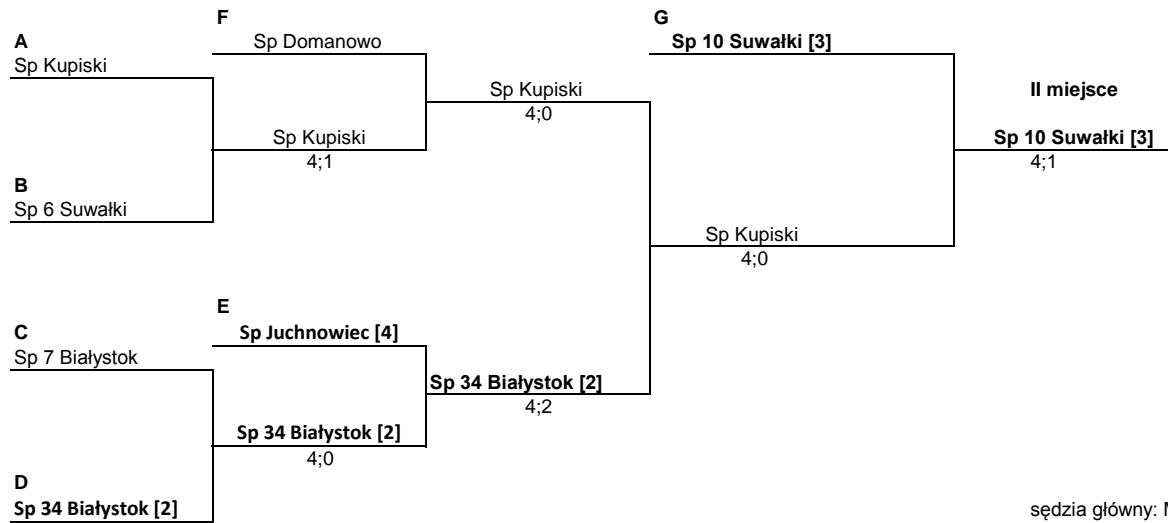 F
G
A
Sp Domanowo
Sp 10 Suwałki [3]
Sp Kupiski
Sp Kupiski
4;0
II miejsce
Sp Kupiski
4;1
Sp 10 Suwałki [3]
4;1
B
Sp 6 Suwałki
Sp Kupiski
4;0
E
Sp Juchnowiec [4]
C
Sp 7 Białystok
Sp 34 Białystok [2]
4;2
Sp 34 Białystok [2]
4;0
D
Sp 34 Białystok [2]
sędzia główny: